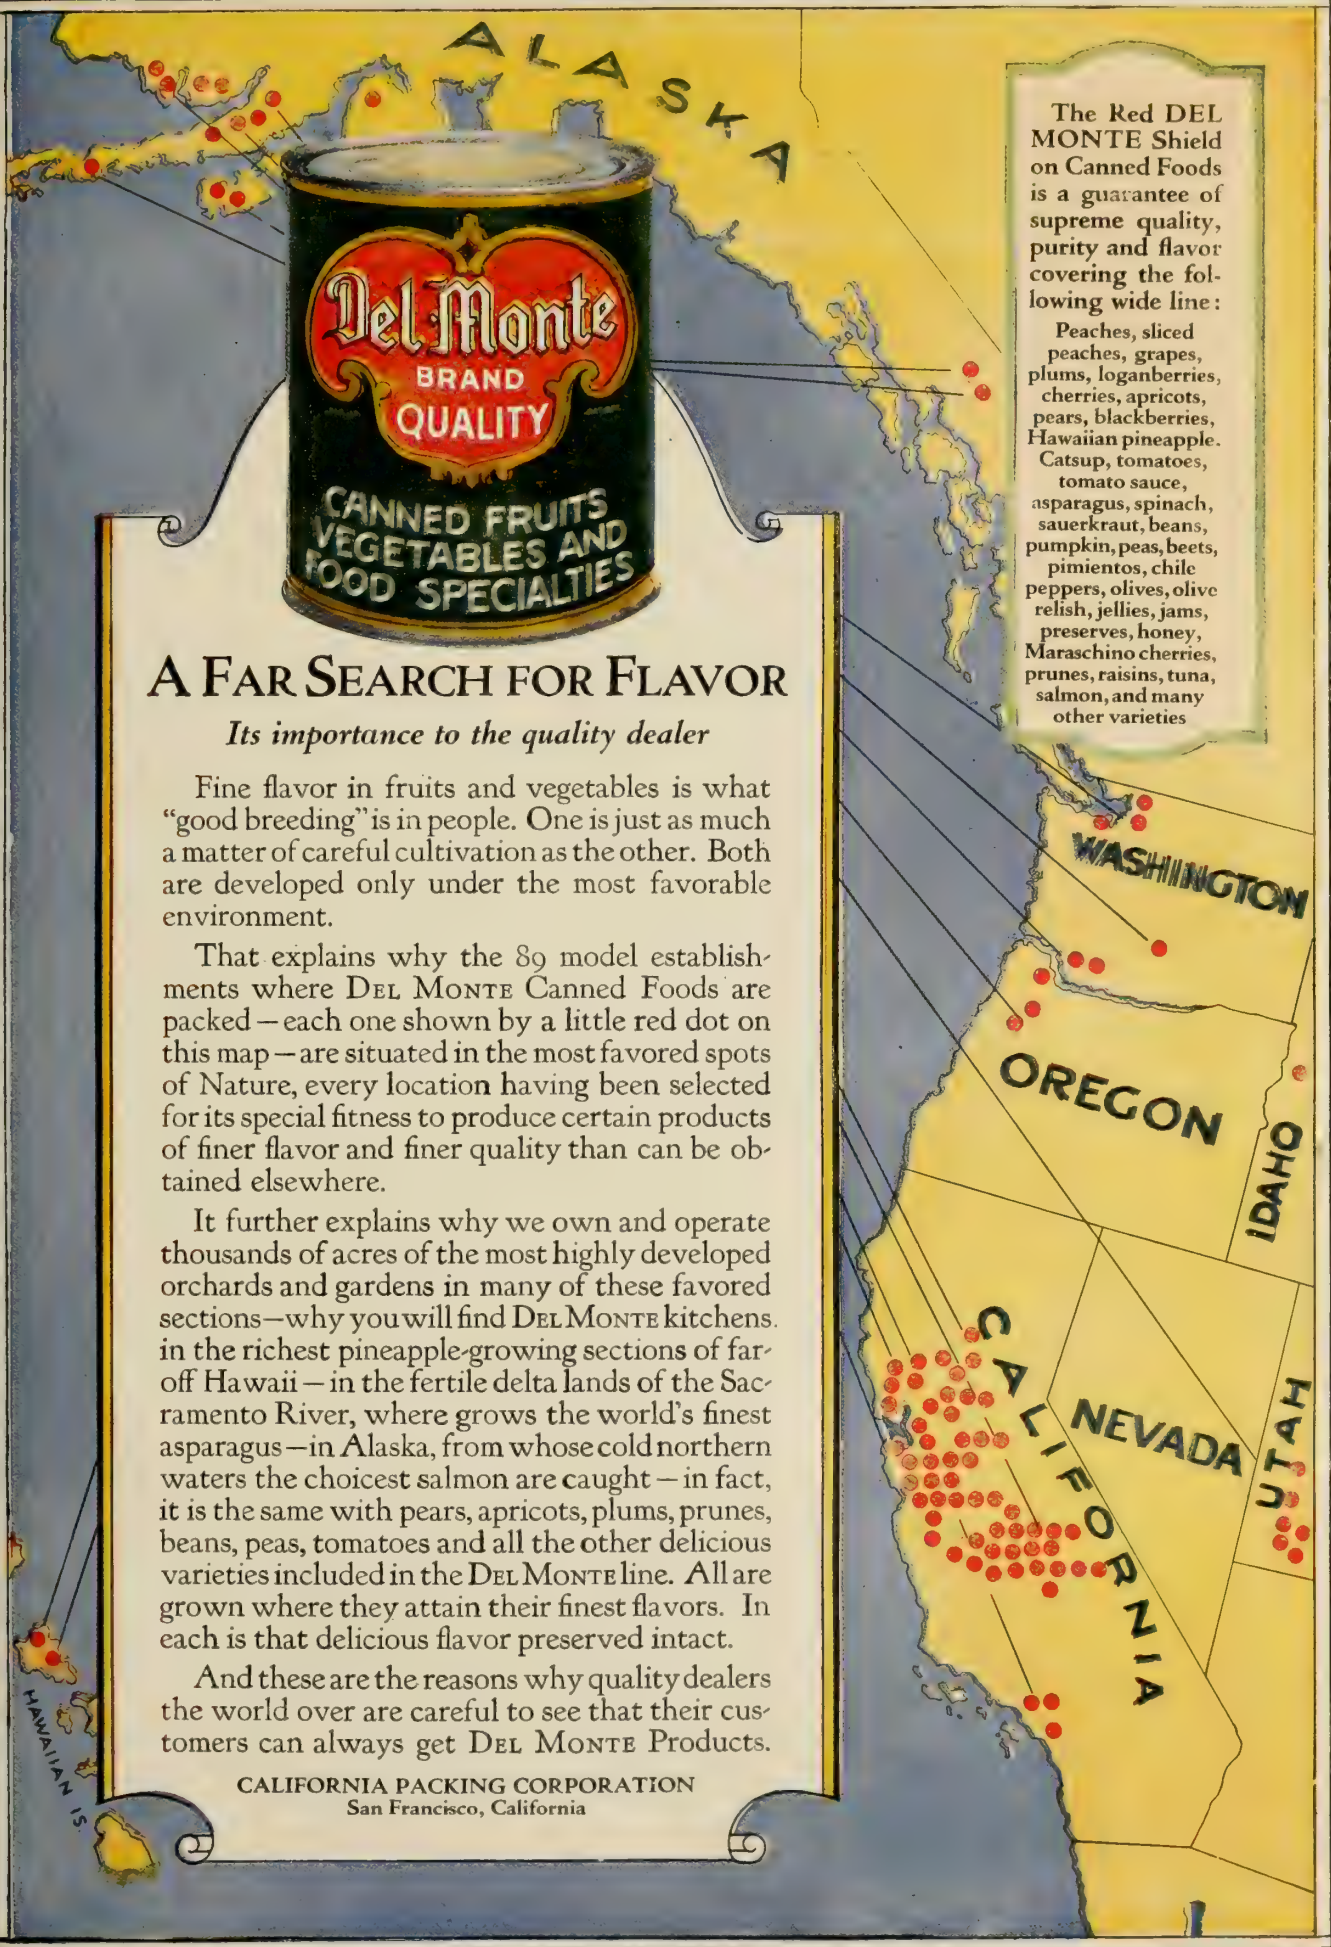 ALASKA
The Red DEL
MONTE Shield
on Canned Foods
is a guarantee of
supreme quality,
purity and flavor
covering the fol-
lowing wide line:
Peaches, sliced
peaches, grapes,
plums, loganberries,
cherries, apricots,
pears, blackberries,
Hawaiian pineapple.
Catsup, tomatoes,
tomato sauce,
asparagus, spinach,
sauerkraut, beans,
pumpkin, peas, beets,
pimientos, chile
peppers, olives, olive
relish, jellies, jams,
preserves, honey,
Maraschino cherries,
prunes, raisins, tuna,
salmon, and many
other varieties
Del Monte
BRAND
QUALITY
CANNED FRUITS
VEGETABLES AND
FOOD SPECIALTIES
A FAR SEARCH FOR FLAVOR
Its importance to the quality dealer
Fine flavor in fruits and vegetables is what
"good breeding" is in people. One is just as much
a matter of careful cultivation as the other. Both
are developed only under the most favorable
environment.
That explains why the 89 model establish-
ments where DEL MONTE Canned Foods are
packed — each one shown by a little red dot on
this map — are situated in the most favored spots
of Nature, every location having been selected
for its special fitness to produce certain products
of finer flavor and finer quality than can be ob-
tained elsewhere.
It further explains why we own and operate
thousands of acres of the most highly developed
orchards and gardens in many of these favored
sections—why you will find DEL MONTE kitchens.
in the richest pineapple-growing sections of far-
off Hawaii — in the fertile delta lands of the Sac-
ramento River, where grows the world's finest
asparagus—in Alaska, from whose cold northern
waters the choicest salmon are caught — in fact,
it is the same with pears, apricots, plums, prunes,
beans, peas, tomatoes and all the other delicious
varieties included in the DEL MONTE line. All are
grown where they attain their finest flavors. In
each is that delicious flavor preserved intact.
And these are the reasons why quality dealers
the world over are careful to see that their cus-
tomers can always get DEL MONTE Products.
CALIFORNIA PACKING CORPORATION
San Francisco, California
WASHINGTON
OREGON
IDAHO
CALIFORNIA
NEVADA
UTAH
HAWAIIAN IS.